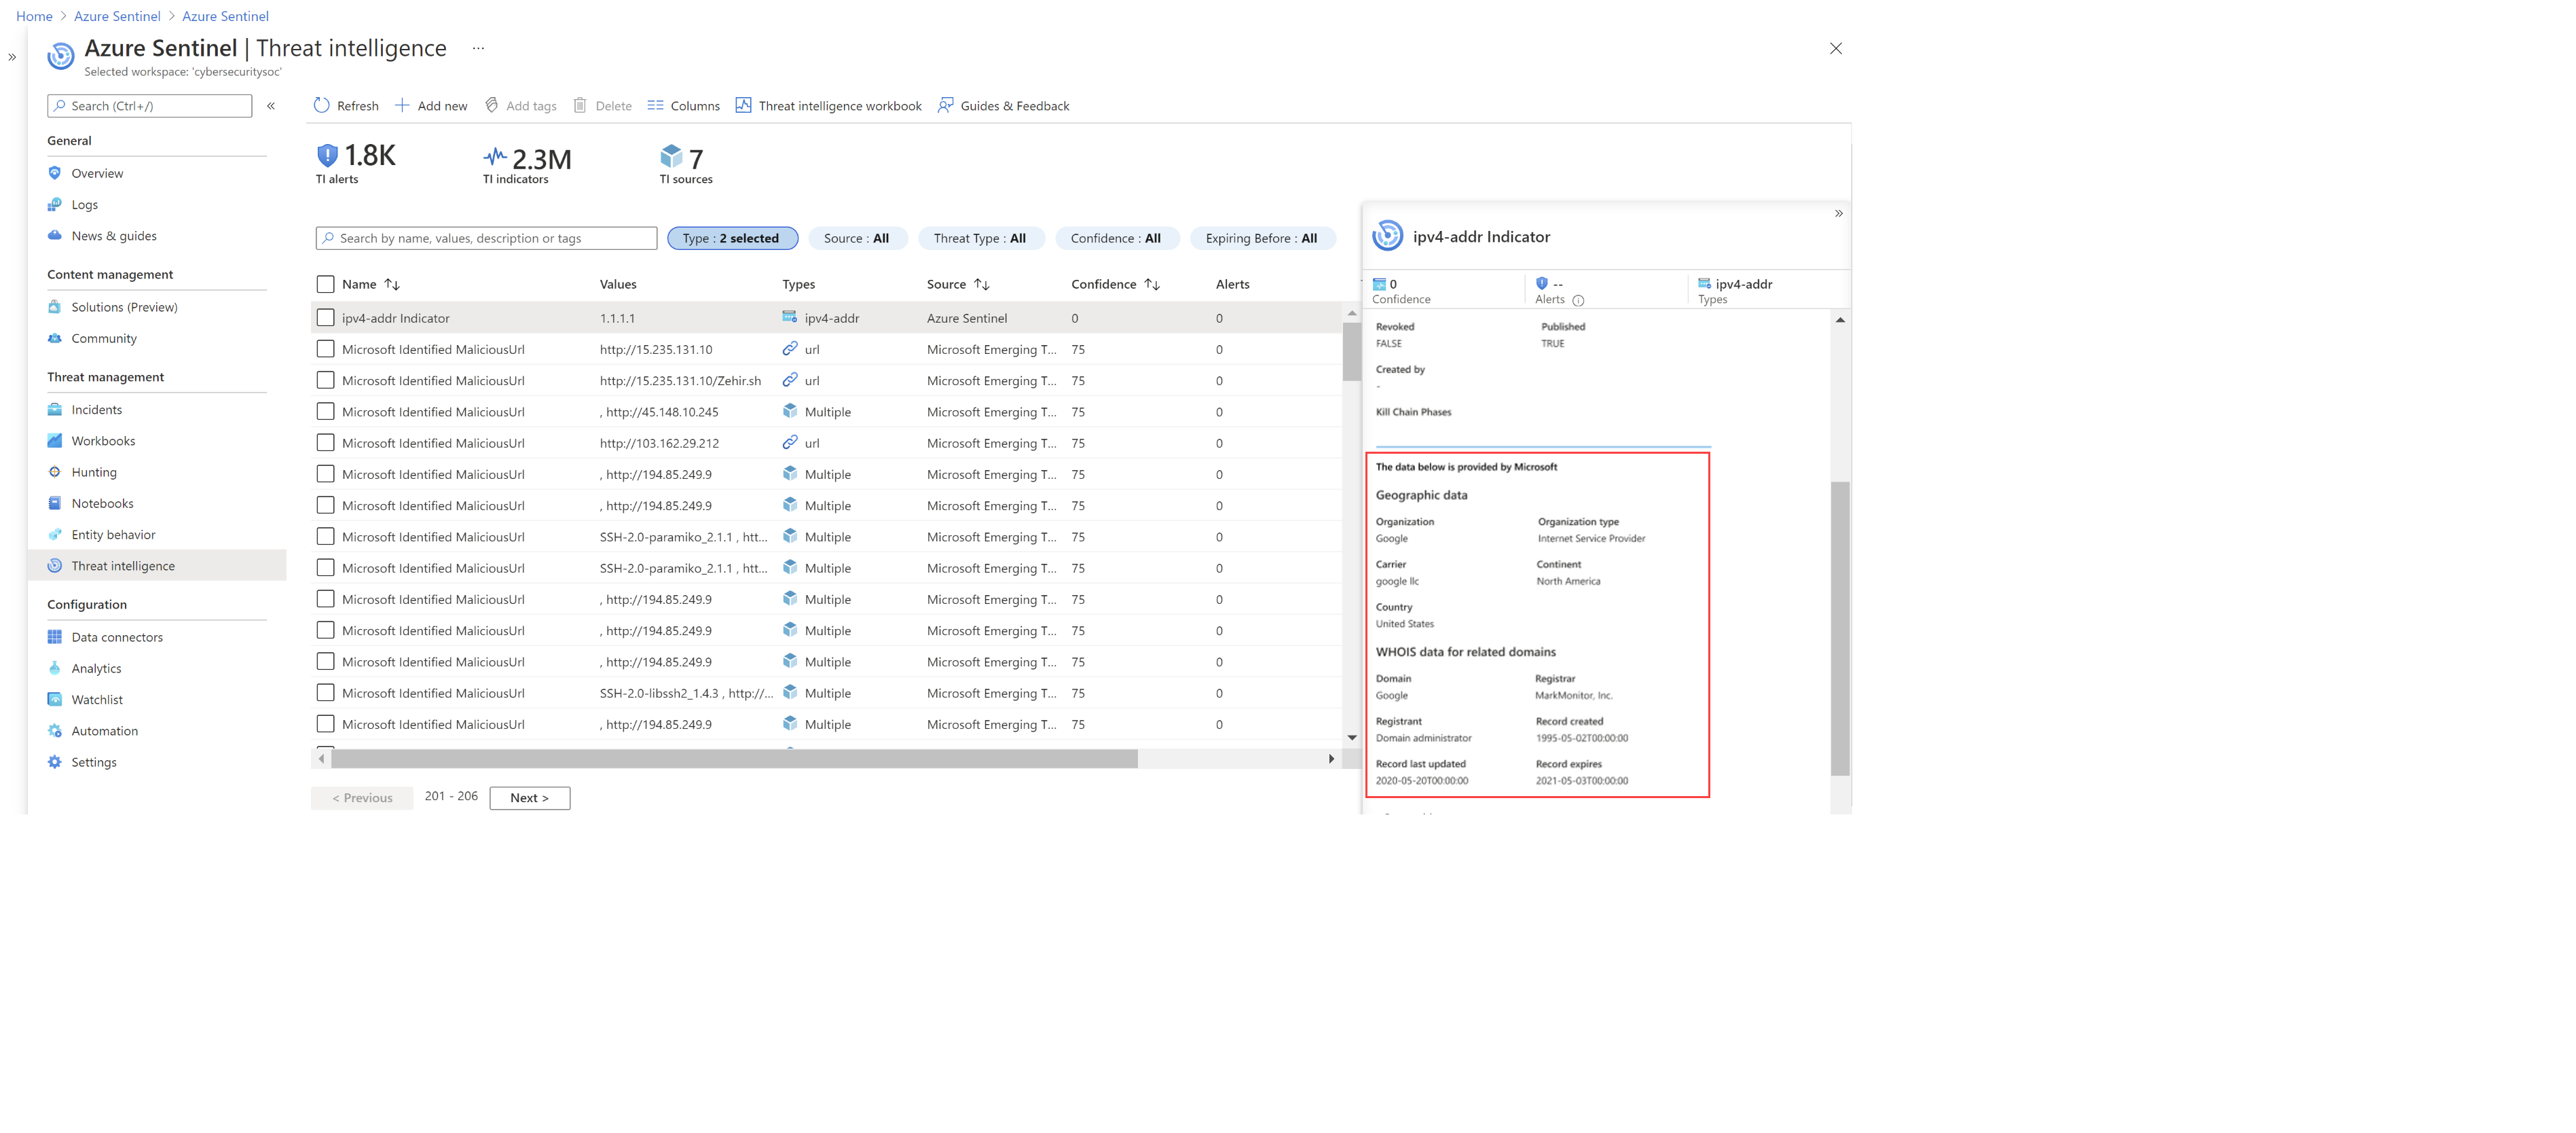 Home > Azure Sentinel > Azure Sentinel
Azure Sentinel | Threat intelligence ...
Selected workspace: 'cybersecuritysoc'
Search (Ctrl+/)
General
Overview
Logs
News & guides
Content management
Solutions (Preview)
Community
Threat management
Incidents
Workbooks
Hunting
Notebooks
Entity behavior
Threat intelligence
Configuration
Data connectors
Analytics
Watchlist
Automation
Settings
Refresh Add new Add tags Delete Columns Threat intelligence workbook Guides & Feedback
1.8K 2.3M 7
TI alerts TI indicators TI sources
Search by name, values, description or tags Type : 2 selected Source : All Threat Type : All Confidence : All Expiring Before : All
Name Values Types Source Confidence Alerts
ipv4-addr Indicator 1.1.1.1 ipv4-addr Azure Sentinel 0 0
Microsoft Identified MaliciousUrl http://15.235.131.10 url Microsoft Emerging T... 75 0
Microsoft Identified MaliciousUrl http://15.235.131.10/Zehir.sh url Microsoft Emerging T... 75 0
Microsoft Identified MaliciousUrl , http://45.148.10.245 Multiple Microsoft Emerging T... 75 0
Microsoft Identified MaliciousUrl http://103.162.29.212 url Microsoft Emerging T... 75 0
Microsoft Identified MaliciousUrl , http://194.85.249.9 Multiple Microsoft Emerging T... 75 0
Microsoft Identified MaliciousUrl , http://194.85.249.9 Multiple Microsoft Emerging T... 75 0
Microsoft Identified MaliciousUrl SSH-2.0-paramiko_2.1.1 , htt... Multiple Microsoft Emerging T... 75 0
Microsoft Identified MaliciousUrl SSH-2.0-paramiko_2.1.1 , htt... Multiple Microsoft Emerging T... 75 0
Microsoft Identified MaliciousUrl , http://194.85.249.9 Multiple Microsoft Emerging T... 75 0
Microsoft Identified MaliciousUrl , http://194.85.249.9 Multiple Microsoft Emerging T... 75 0
Microsoft Identified MaliciousUrl , http://194.85.249.9 Multiple Microsoft Emerging T... 75 0
Microsoft Identified MaliciousUrl SSH-2.0-libssh2_1.4.3 , http://... Multiple Microsoft Emerging T... 75 0
Microsoft Identified MaliciousUrl , http://194.85.249.9 Multiple Microsoft Emerging T... 75 0
< Previous 201 - 206 Next >
ipv4-addr Indicator
0 -- ipv4-addr
Confidence Alerts Types
Revoked Published
FALSE TRUE
Created by
-
Kill Chain Phases
The data below is provided by Microsoft
Geographic data
Organization Organization type
Google Internet Service Provider
Carrier Continent
google llc North America
Country
United States
WHOIS data for related domains
Domain Registrar
Google MarkMonitor, Inc.
Registrant Record created
Domain administrator 1995-05-02T00:00:00
Record last updated Record expires
2020-05-20T00:00:00 2021-05-03T00:00:00